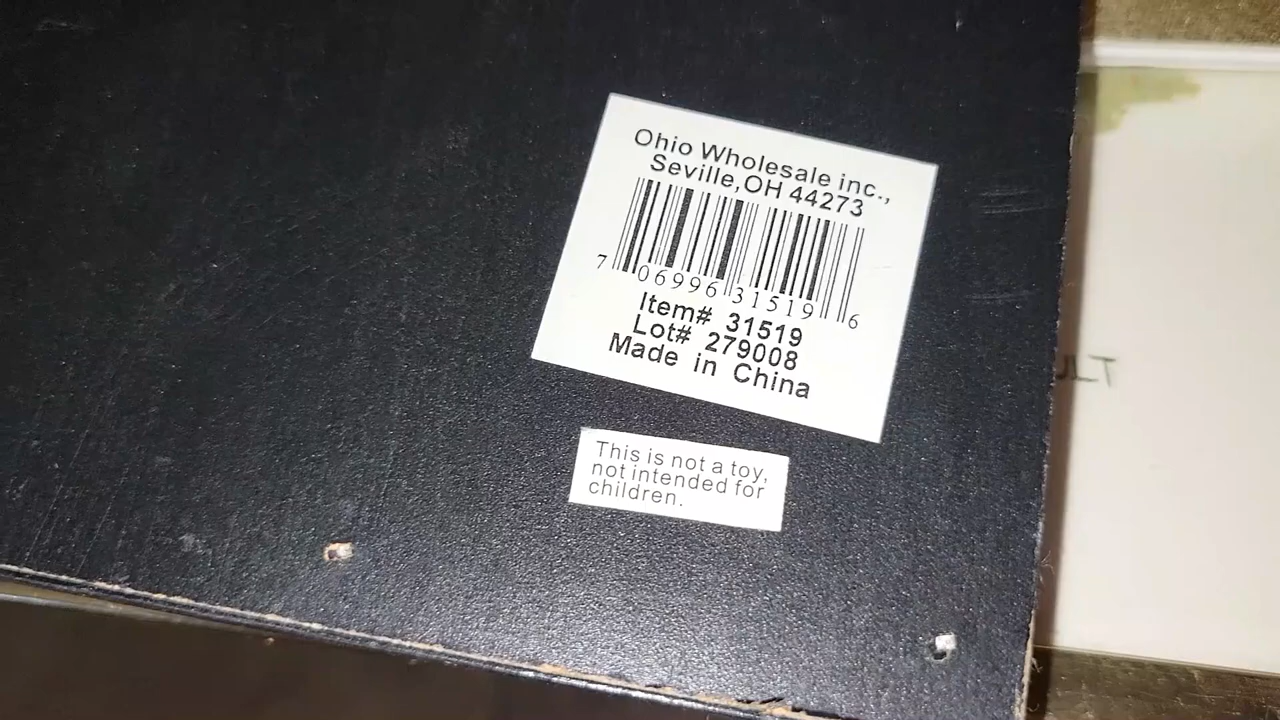 Ohio Wholesale inc.,
Seville,OH 44273
7 06996 31519 6
Item# 31519
Lot# 279008
Made in China
This is not a toy,
not intended for
children.